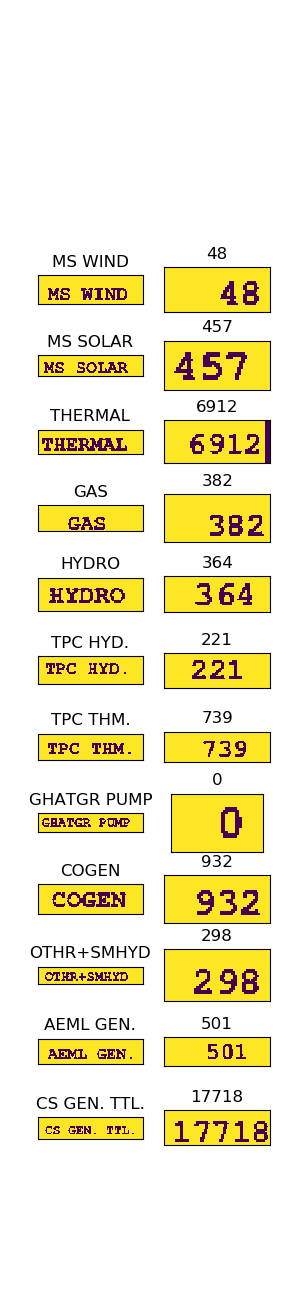 MS WIND 48
MS WIND 48
MS SOLAR 457
MS SOLAR 457
THERMAL 6912
THERMAL 6912
GAS 382
GAS 382
HYDRO 364
HYDRO 364
TPC HYD. 221
TPC HYD. 221
TPC THM. 739
TPC THM. 739
GHATGR PUMP 0
GHATGR PUMP 0
COGEN 932
COGEN 932
OTHR+SMHYD 298
OTHR+SMHYD 298
AEML GEN. 501
AEML GEN. 501
CS GEN. TTL. 17718
CS GEN. TTL. 17718